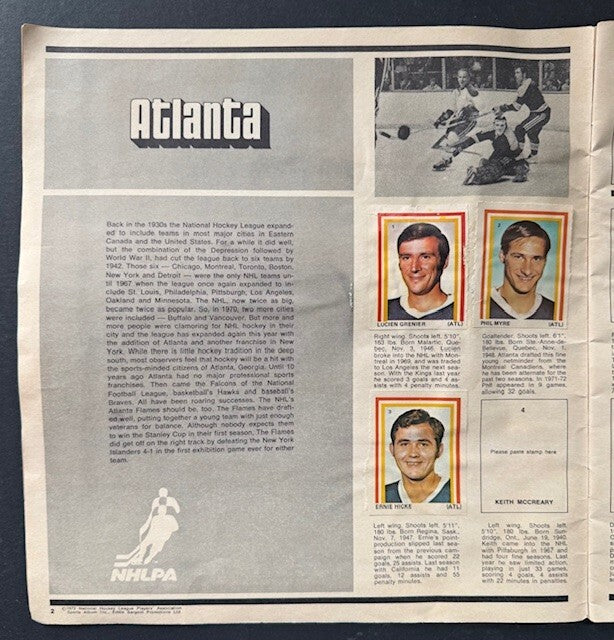 Atlanta
Back in the 1930s the National Hockey League expand-
ed to include teams in most major cities in Eastern
Canada and the United States. For a while it did well,
but the combination of the Depression followed by
World War II, had cut the league back to six teams by
1942. Those six — Chicago, Montreal, Toronto, Boston,
New York and Detroit — were the only NHL teams until
until 1967 when the league once again expanded to in-
clude St. Louis, Philadelphia, Pittsburgh, Los Angeles,
Oakland and Minnesota. The NHL, now twice as big,
became twice as popular. So, in 1970, two more cities
were included — Buffalo and Vancouver. But more and
more people were clamoring for NHL hockey in their
city and the league has expanded again this year with
the addition of Atlanta and another franchise in New
York. While there is little hockey tradition in the deep
south, most observers feel that hockey will be a hit with
the sports-minded citizens of Atlanta, Georgia. Until 10
years ago Atlanta had no major professional sports
franchises. Then came the Falcons of the National
Football League, basketball's Hawks and baseball's
Braves. All have been roaring successes. The NHL's
Atlanta Flames should be, too. The Flames have draft-
ed well, putting together a young team with just enough
veterans for balance. Although nobody expects them
to win the Stanley Cup in their first season, The Flames
did get off on the right track by defeating the New York
Islanders 4-1 in the first exhibition game ever for either
team.
NHLPA
2
©1972 National Hockey League Players' Association
Sports Album Inc., Eddie Sargent Promotions Ltd.
1
LUCIEN GRENIER (ATL)
Right wing. Shoots left. 5'10",
163 lbs. Born Malartic, Que-
bec, Nov. 3, 1946. Lucien
broke into the NHL with Mon-
treal in 1969, and was traded
to Los Angeles the next sea-
son. With the Kings last year
he scored 3 goals and 4 as-
sists with 4 penalty minutes.
2
PHIL MYRE (ATL)
Goaltender. Shoots left. 6'1",
180 lbs. Born Ste. Anne-de-
Bellevue, Quebec, Nov. 1,
1948. Atlanta drafted this fine
young netminder from the
Montreal Canadiens, where
he has been alternate for the
past two seasons. In 1971-72
Phil appeared in 9 games,
allowing 32 goals.
3
ERNIE HICKE (ATL)
Left wing. Shoots left. 5'11",
180 lbs. Born Regina, Sask.,
Nov. 7, 1947. Ernie's point-
production slipped last sea-
son from the previous cam-
paign when he scored 22
goals, 25 assists. Last season
with California he had 11
goals, 12 assists and 55
penalty minutes.
4
Please paste stamp here
KEITH MCCREARY
Left wing. Shoots left.
5'10", 180 lbs. Born Sun-
dridge, Ont., June 19, 1940.
Keith came into the NHL
with Pittsburgh in 1967 and
had four fine seasons. Last
year he saw limited action,
playing in just 33 games,
scoring 4 goals, 4 assists
with 22 minutes in penalties.